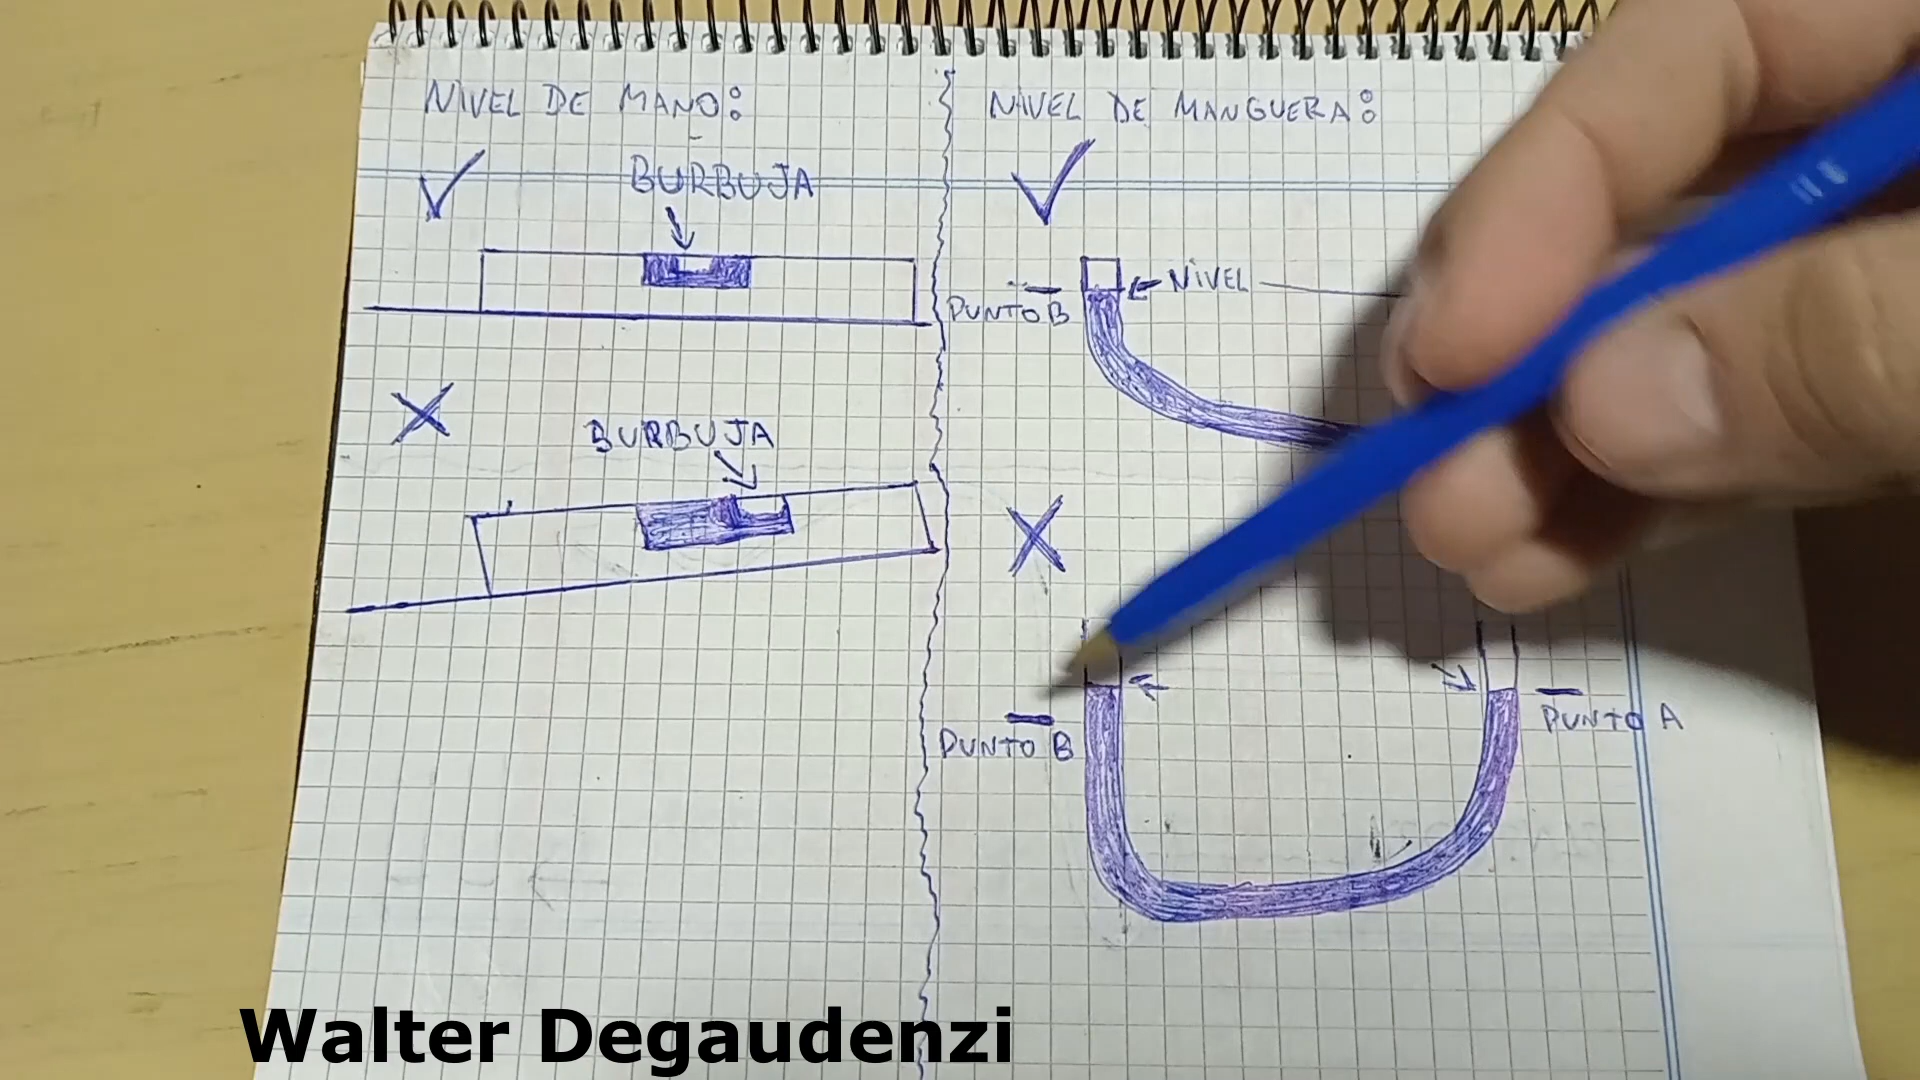 NIVEL DE MANO:
BURBUJA
BURBUJA
NIVEL DE MANGUERA:
NIVEL
PUNTO B
PUNTO A
PUNTO B
Walter Degaudenzi